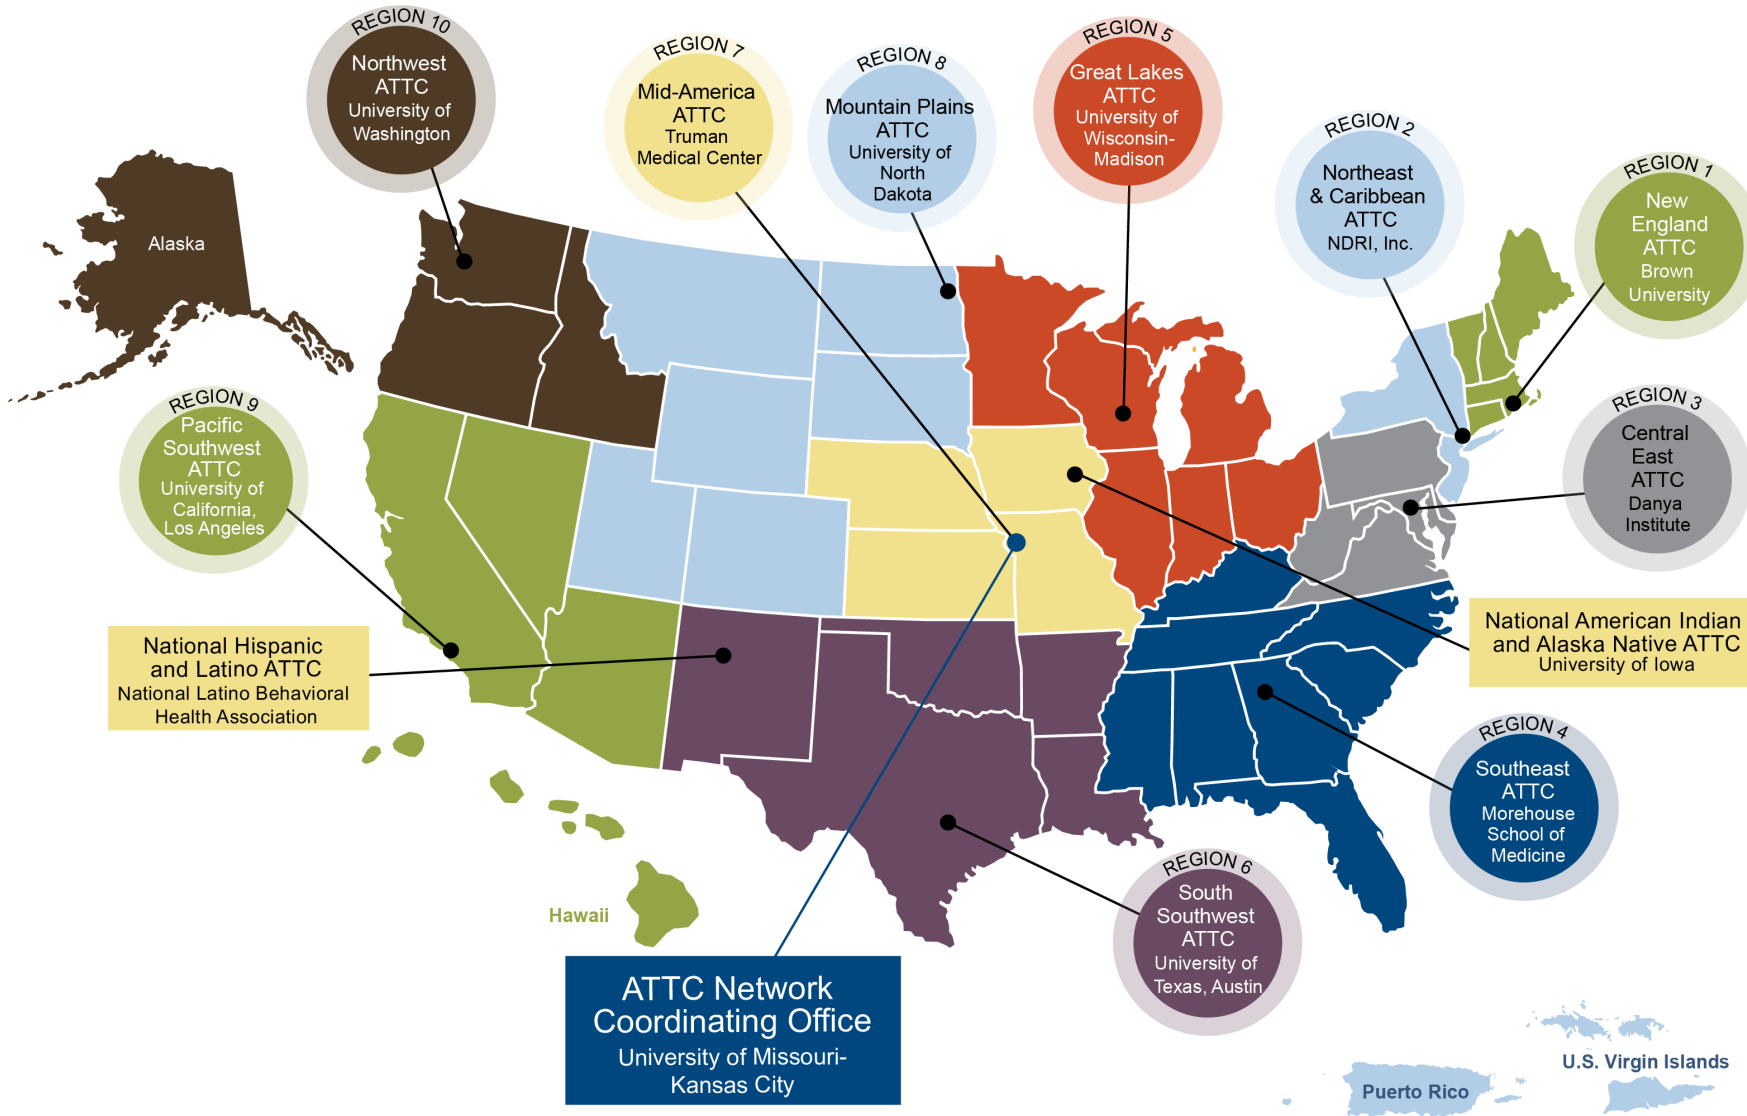 REGION 10
Northwest
ATTC
University of
Washington
REGION 7
Mid-America
ATTC
Truman
Medical Center
REGION 8
Mountain Plains
ATTC
University of
North
Dakota
REGION 5
Great Lakes
ATTC
University of
Wisconsin-
Madison
REGION 2
Northeast
& Caribbean
ATTC
NDRI, Inc.
REGION 1
New
England
ATTC
Brown
University
Alaska
REGION 9
Pacific
Southwest
ATTC
University of
California,
Los Angeles
REGION 3
Central
East
ATTC
Danya
Institute
National Hispanic
and Latino ATTC
National Latino Behavioral
Health Association
National American Indian
and Alaska Native ATTC
University of Iowa
REGION 4
Southeast
ATTC
Morehouse
School of
Medicine
REGION 6
South
Southwest
ATTC
University of
Texas, Austin
Hawaii
ATTC Network
Coordinating Office
University of Missouri-
Kansas City
U.S. Virgin Islands
Puerto Rico